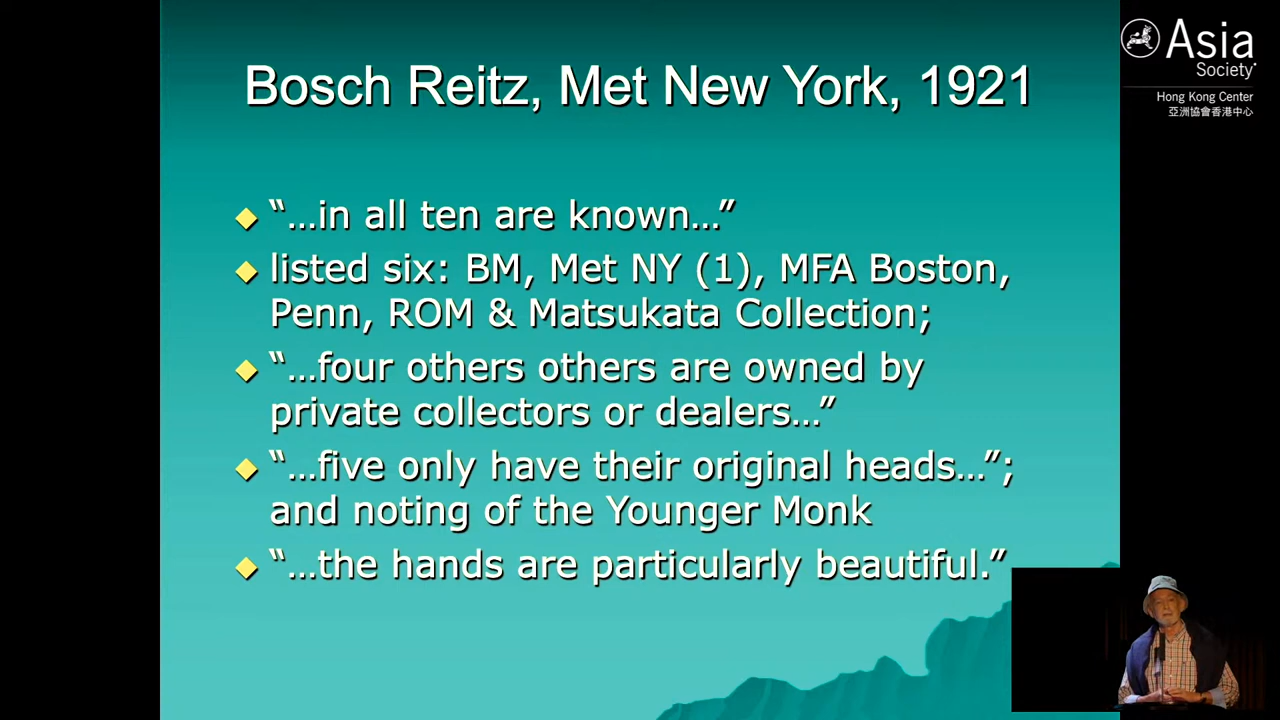 Bosch Reitz, Met New York, 1921
“…in all ten are known…”
listed six: BM, Met NY (1), MFA Boston,
Penn, ROM & Matsukata Collection;
“…four others others are owned by
private collectors or dealers…”
“…five only have their original heads…”;
and noting of the Younger Monk
“…the hands are particularly beautiful.”
Asia
Society
Hong Kong Center
亞洲協會香港中心